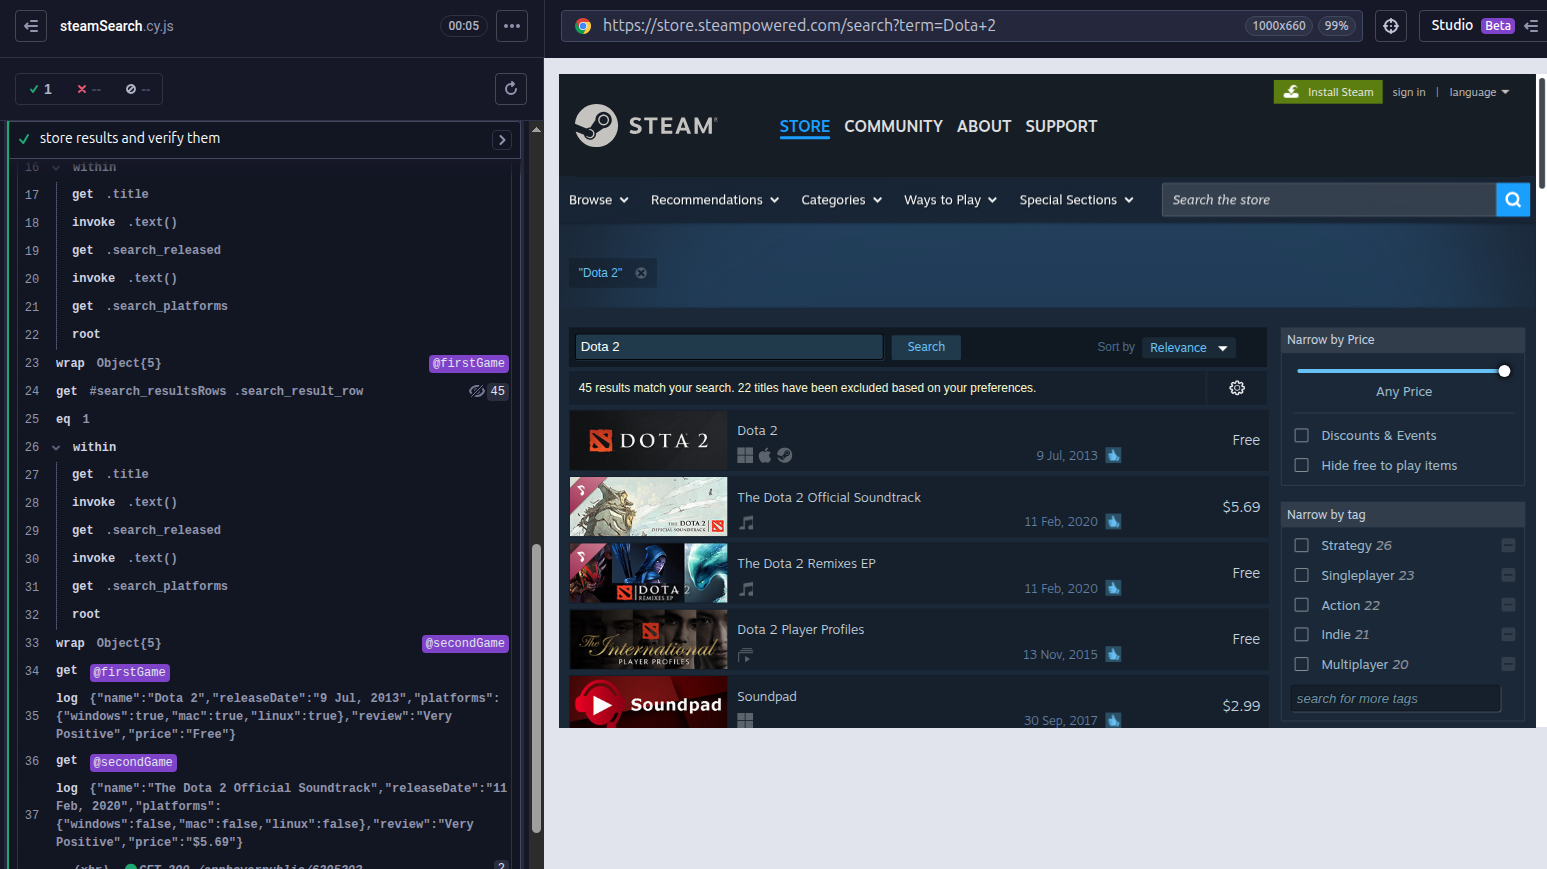 steamSearch.cy.js
00:05
1
--
--
store results and verify them
16 within
17 get .title
18 invoke .text()
19 get .search_released
20 invoke .text()
21 get .search_platforms
22 root
23 wrap Object{5} @firstGame
24 get #search_resultsRows .search_result_row 45
25 eq 1
26 within
27 get .title
28 invoke .text()
29 get .search_released
30 invoke .text()
31 get .search_platforms
32 root
33 wrap Object{5} @secondGame
34 get @firstGame
35 log {"name":"Dota 2","releaseDate":"9 Jul, 2013","platforms":
{"windows":true,"mac":true,"linux":true},"review":"Very
Positive","price":"Free"}
36 get @secondGame
37 log {"name":"The Dota 2 Official Soundtrack","releaseDate":"11
Feb, 2020","platforms":
{"windows":false,"mac":false,"linux":false},"review":"Very
Positive","price":"$5.69"}
https://store.steampowered.com/search?term=Dota+2
1000x660
99%
Studio Beta
Install Steam
sign in | language
STEAM
STORE COMMUNITY ABOUT SUPPORT
Browse Recommendations Categories Ways to Play Special Sections
Search the store
"Dota 2"
Dota 2
Search
Sort by Relevance
45 results match your search. 22 titles have been excluded based on your preferences.
DOTA 2
Dota 2
9 Jul, 2013
Free
THE DOTA 2
OFFICIAL SOUNDTRACK
The Dota 2 Official Soundtrack
11 Feb, 2020
$5.69
DOTA 2
REMIXES EP
The Dota 2 Remixes EP
11 Feb, 2020
Free
The International
PLAYER PROFILES
Dota 2 Player Profiles
13 Nov, 2015
Free
Soundpad
Soundpad
30 Sep, 2017
$2.99
Narrow by Price
Any Price
Discounts & Events
Hide free to play items
Narrow by tag
Strategy 26
Singleplayer 23
Action 22
Indie 21
Multiplayer 20
search for more tags